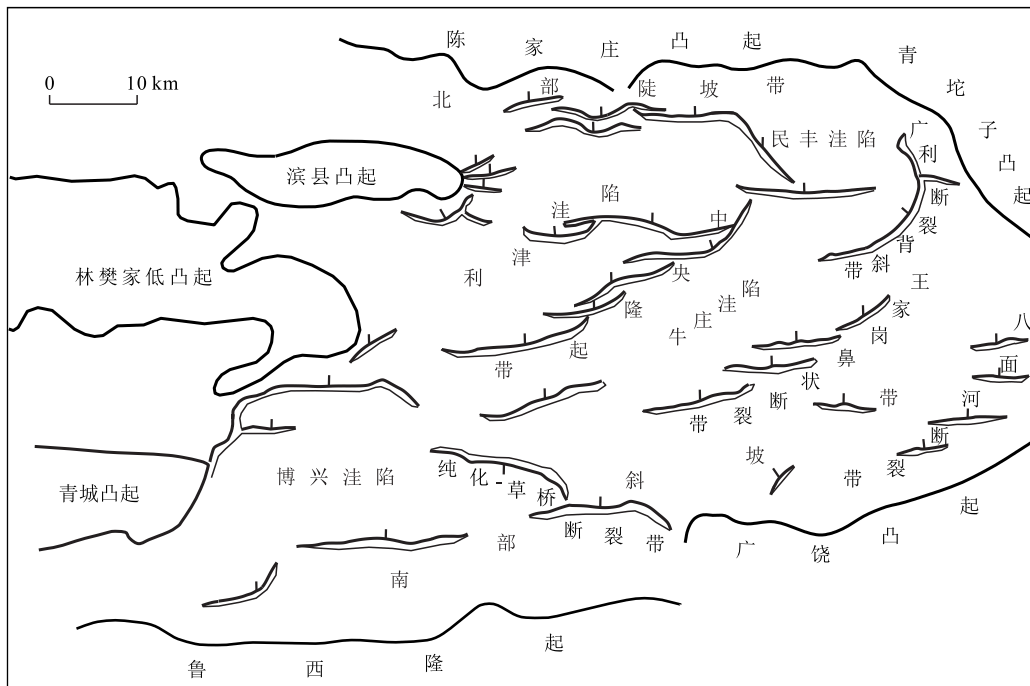 陈家庄凸起
青坨子凸起
0 10 km
北部陡坡带
民丰洼陷
广利断裂背斜带
滨县凸起
利津洼陷
中央隆起带
林樊家低凸起
牛庄洼陷
王家岗鼻状断裂带
八面河断裂带
青城凸起
博兴洼陷
纯化-草桥断裂带
南部斜坡带
广饶凸起
鲁西隆起